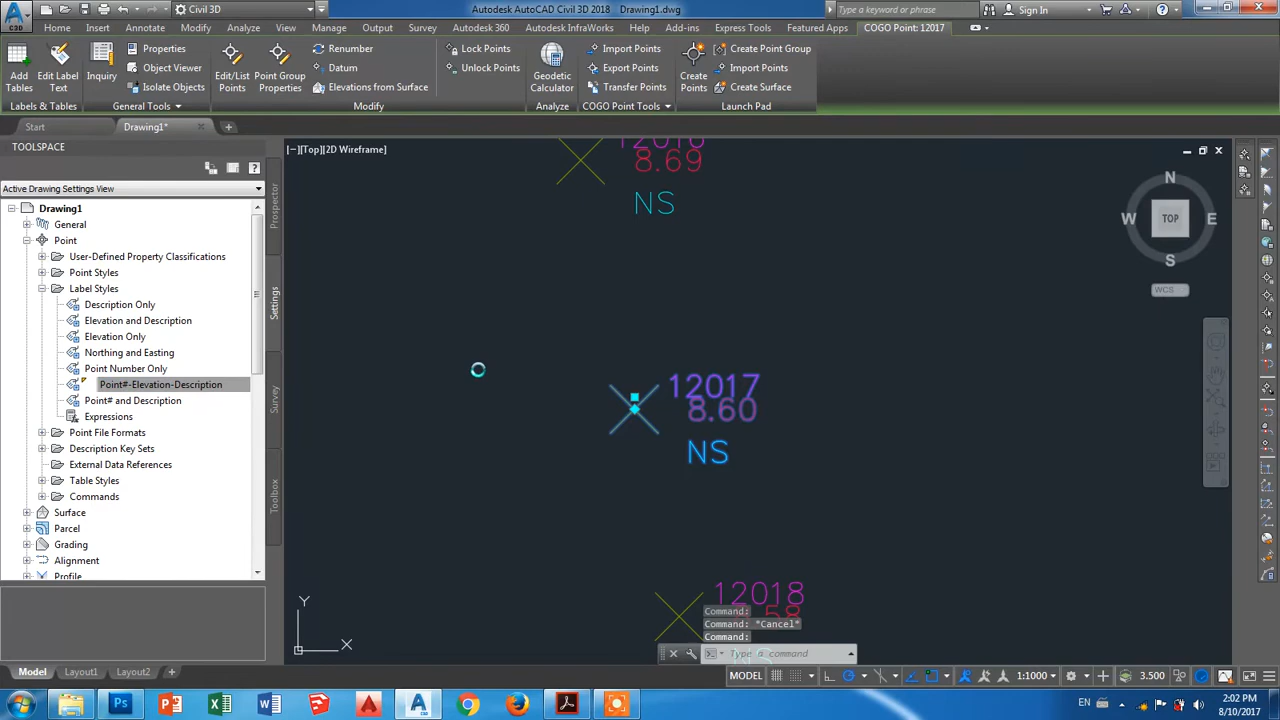 Civil 3D
Autodesk AutoCAD Civil 3D 2018 Drawing1.dwg
Type a keyword or phrase
Sign In
C3D
Home Insert Annotate Modify Analyze View Manage Output Survey Autodesk 360 Autodesk InfraWorks Help Add-ins Express Tools Featured Apps COGO Point: 12017
Add Tables
Edit Label Text
Labels & Tables
Inquiry
Properties
Object Viewer
Isolate Objects
General Tools
Edit/List Points
Point Group Properties
Renumber
Datum
Elevations from Surface
Modify
Lock Points
Unlock Points
Geodetic Calculator
Analyze
Import Points
Export Points
Transfer Points
COGO Point Tools
Create Points
Create Point Group
Import Points
Create Surface
Launch Pad
Start
Drawing1*
TOOLSPACE
Active Drawing Settings View
Drawing1
General
Point
User-Defined Property Classifications
Point Styles
Label Styles
Description Only
Elevation and Description
Elevation Only
Northing and Easting
Point Number Only
Point#-Elevation-Description
Point# and Description
Expressions
Point File Formats
Description Key Sets
External Data References
Table Styles
Commands
Surface
Parcel
Grading
Alignment
Profile
Prospector
Settings
Survey
Toolbox
[−][Top][2D Wireframe]
12016
8.69
NS
12017
8.60
NS
12018
N
W TOP E
S
WCS
Y
X
Command:
Command: *Cancel*
Command:
Type a command
Model Layout1 Layout2
MODEL
1:1000
3.500
EN
2:02 PM
8/10/2017